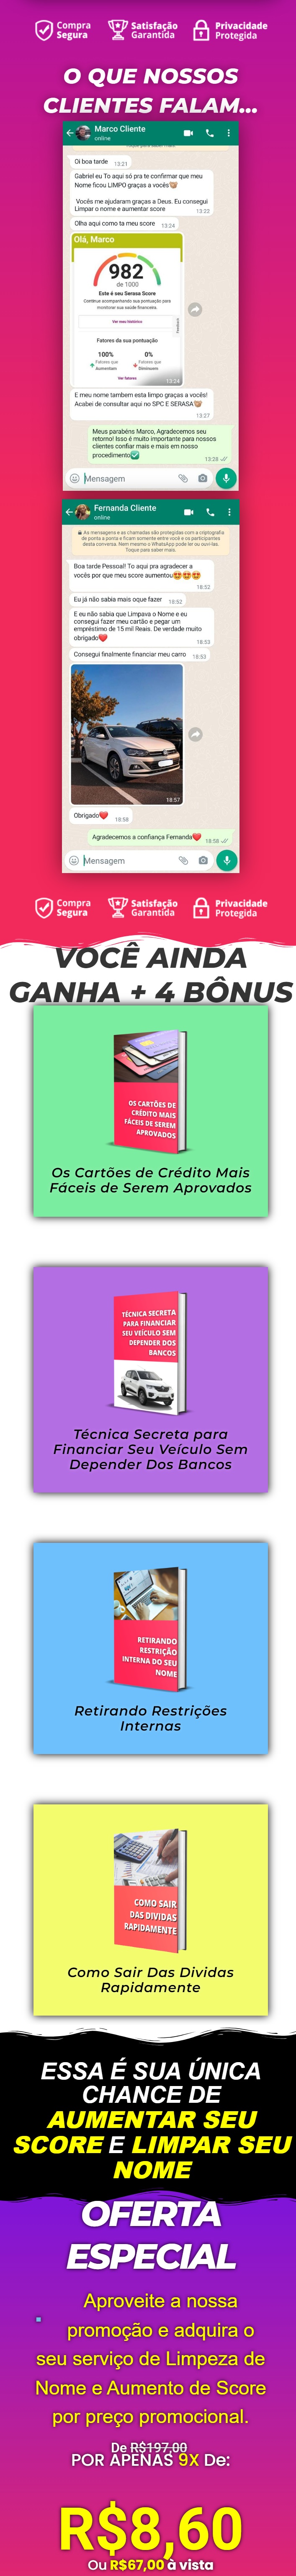 Compra Segura
Satisfação Garantida
Privacidade Protegida
O QUE NOSSOS
CLIENTES FALAM...
Marco Cliente
online
Oi boa tarde 13:21
Gabriel eu To aqui só pra te confirmar que meu
Nome ficou LIMPO graças a vocês
Vocês me ajudaram graças a Deus. Eu consegui
Limpar o nome e aumentar score
13:23
Olha aqui como ta meu score 13:24
Olá, Marco
982
de 1000
Este é seu Serasa Score
Continue acompanhando sua pontuação para
monitorar sua saúde financeira.
Ver meu histórico
Feedback
Fatores da sua pontuação
100% 0%
Fatores que Aumentam
Fatores que Diminuem
Ver fatores
13:24
E meu nome tambem esta limpo graças a vocês!
Acabei de consultar aqui no SPC E SERASA
13:27
Meus parabéns Marco, Agradecemos seu
retorno! Isso é muito importante para nossos
clientes confiar mais e mais em nosso
procedimento✅
13:28
Mensagem
Fernanda Cliente
online
As mensagens e as chamadas são protegidas com a criptografia
de ponta a ponta e ficam somente entre você e os participantes
desta conversa. Nem mesmo o WhatsApp pode ler ou ouvi-las.
Toque para saber mais.
Boa tarde Pessoal! To aqui pra agradecer a
vocês por que meu score aumentou😍😍😍
18:52
Eu já não sabia mais oque fazer 18:52
E eu não sabia que Limpava o Nome e eu
consegui fazer meu cartão e pegar um
empréstimo de 15 mil Reais. De verdade muito
obrigado❤️
18:53
Consegui finalmente financiar meu carro 18:53
18:57
Obrigado❤️ 18:58
Agradecemos a confiança Fernanda❤️ 18:58
Mensagem
Compra Segura
Satisfação Garantida
Privacidade Protegida
VOCÊ AINDA
GANHA + 4 BÔNUS
OS CARTÕES DE
CRÉDITO MAIS
FÁCEIS DE SEREM
APROVADOS
Os Cartões de Crédito Mais
Fáceis de Serem Aprovados
TÉCNICA SECRETA
PARA FINANCIAR
SEU VEÍCULO SEM
DEPENDER DOS
BANCOS
Técnica Secreta para
Financiar Seu Veículo Sem
Depender Dos Bancos
RETIRANDO
RESTRIÇÃO
INTERNA DO SEU
NOME
Retirando Restrições
Internas
COMO SAIR
DAS DIVIDAS
RAPIDAMENTE
Como Sair Das Dividas
Rapidamente
ESSA É SUA ÚNICA
CHANCE DE
AUMENTAR SEU
SCORE E LIMPAR SEU
NOME
OFERTA
ESPECIAL
Aproveite a nossa
promoção e adquira o
seu serviço de Limpeza de
Nome e Aumento de Score
por preço promocional.
De R$197,00
POR APENAS 9X De:
R$8,60
Ou R$67,00 à vista